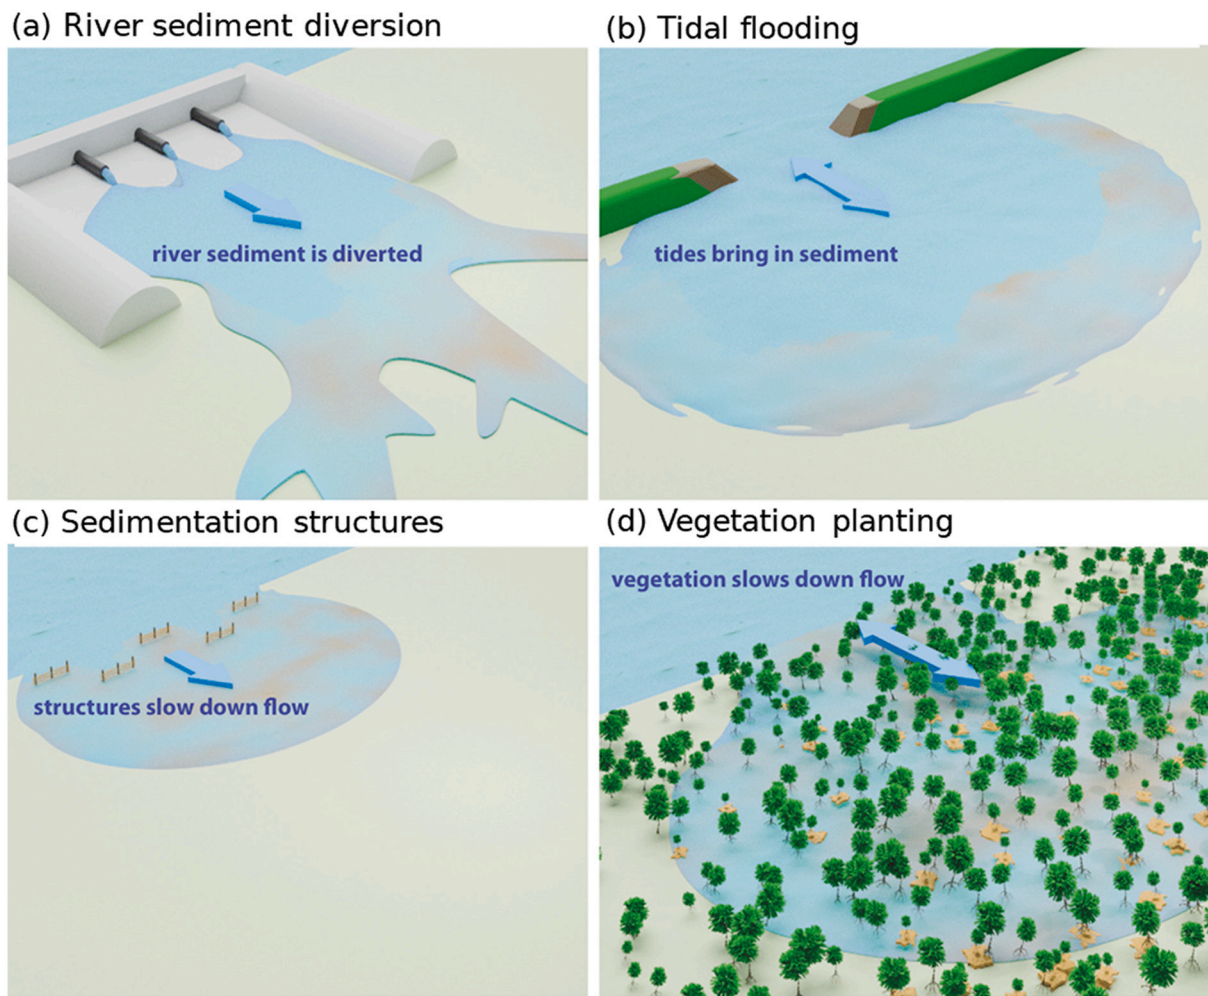 (a) River sediment diversion
(b) Tidal flooding
river sediment is diverted
tides bring in sediment
(c) Sedimentation structures
(d) Vegetation planting
structures slow down flow
vegetation slows down flow